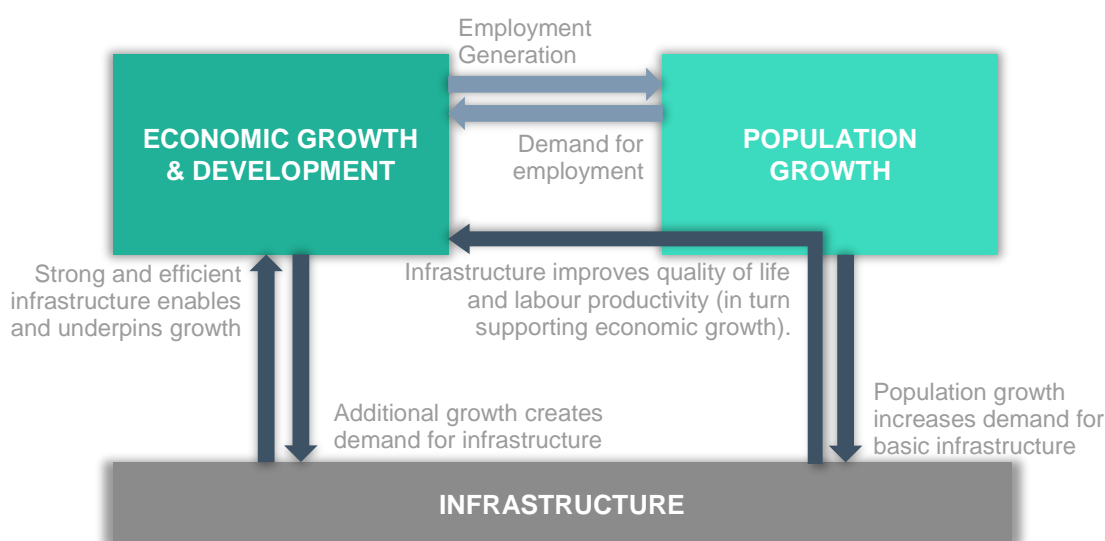 Employment
Generation
ECONOMIC GROWTH
& DEVELOPMENT
POPULATION
GROWTH
Demand for
employment
Strong and efficient
infrastructure enables
and underpins growth
Infrastructure improves quality of life
and labour productivity (in turn
supporting economic growth).
Additional growth creates
demand for infrastructure
Population growth
increases demand for
basic infrastructure
INFRASTRUCTURE